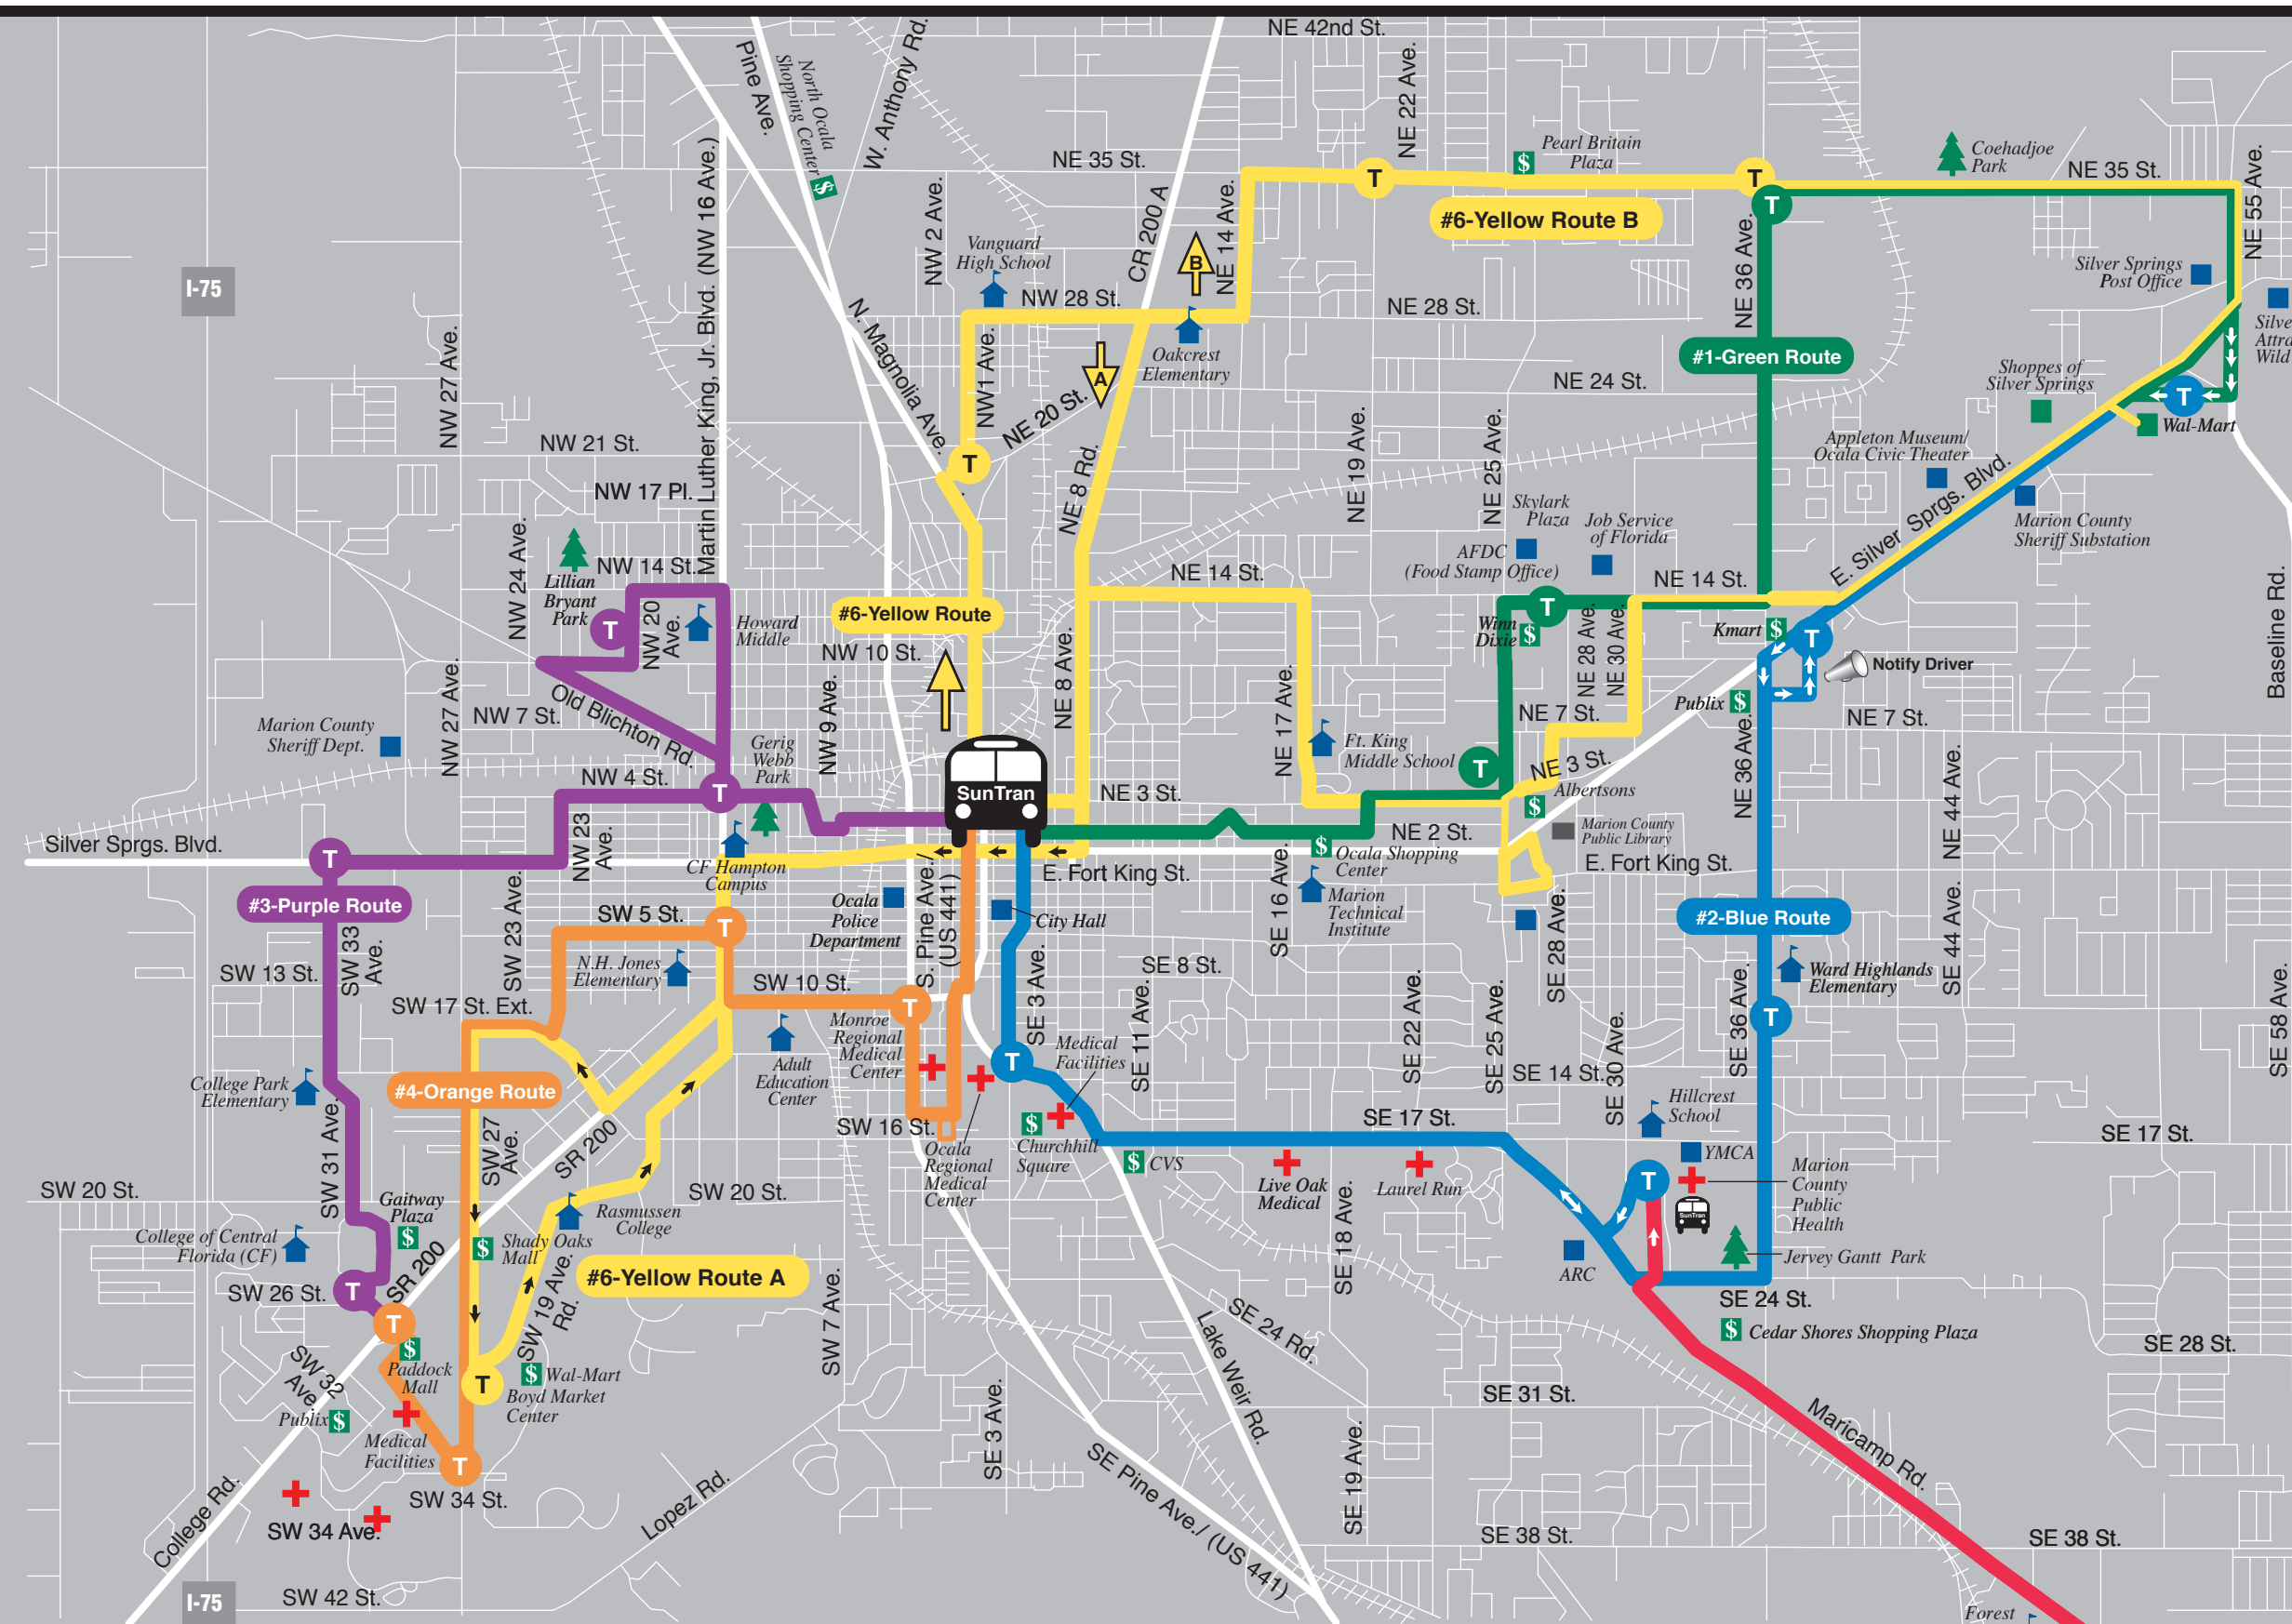 NE 42nd St.
Pine Ave.
North Ocala
Shopping Center
$
W. Anthony Rd.
NE 22 Ave.
NE 35 St.
Pearl Britain
Plaza
$
Coehadjoe
Park
NE 35 St.
NE 55 Ave.
T
T
T
#6-Yellow Route B
Martin Luther King, Jr. Blvd. (NW 16 Ave.)
NW 2 Ave.
Vanguard
High School
CR 200 A
B
NE 14 Ave.
NE 36 Ave.
Silver Springs
Post Office
I-75
NW 28 St.
NE 28 St.
N. Magnolia Ave.
NW 27 Ave.
NW1 Ave.
Oakcrest
Elementary
A
#1-Green Route
Silve
Attra
Wild
Shoppes of
Silver Springs
NE 24 St.
T
Wal-Mart
NE 20 St.
NW 21 St.
T
NE 8 Rd.
NE 19 Ave.
NE 25 Ave.
Appleton Museum/
Ocala Civic Theater
E. Silver Sprgs. Blvd.
NW 17 Pl.
Skylark
Plaza
Job Service
of Florida
Marion County
Sheriff Substation
NW 24 Ave.
NW 14 St.
AFDC
(Food Stamp Office)
NE 14 St.
NE 14 St.
Lillian
Bryant
Park
T
NW 20
Ave.
Howard
Middle
#6-Yellow Route
T
Winn
Dixie
$
NE 28 Ave.
NE 30 Ave.
Kmart
$
T
Notify Driver
Baseline Rd.
NW 10 St.
NE 8 Ave.
NE 17 Ave.
NW 27 Ave.
Old Blichton Rd.
NW 9 Ave.
Publix
$
NE 7 St.
NE 7 St.
NW 7 St.
Marion County
Sheriff Dept.
Gerig
Webb
Park
Ft. King
Middle School
T
NE 3 St.
NE 36 Ave.
NE 44 Ave.
NW 4 St.
T
SunTran
NE 3 St.
Albertsons
$
Silver Sprgs. Blvd.
T
NW 23
Ave.
NE 2 St.
Marion County
Public Library
CF Hampton
Campus
$
Ocala Shopping
Center
E. Fort King St.
E. Fort King St.
#3-Purple Route
SW 23 Ave.
SW 5 St.
T
Ocala
Police
Department
S. Pine Ave./
(US 441)
City Hall
SE 16 Ave.
Marion
Technical
Institute
SE 28 Ave.
#2-Blue Route
SE 44 Ave.
SW 33
Ave.
SW 13 St.
N.H. Jones
Elementary
SE 8 St.
Ward Highlands
Elementary
SE 58 Ave.
SW 17 St. Ext.
SW 10 St.
T
SE 3 Ave.
SE 11 Ave.
SE 22 Ave.
SE 25 Ave.
SE 30 Ave.
SE 36 Ave.
T
Monroe
Regional
Medical
Center
T
Medical
Facilities
SE 14 St.
College Park
Elementary
#4-Orange Route
Adult
Education
Center
Hillcrest
School
SW 31 Ave.
SW 27
Ave.
SR 200
SW 16 St.
Ocala
Regional
Medical
Center
$
Churchhill
Square
$
CVS
SE 17 St.
SE 17 St.
YMCA
T
Marion
County
Public
Health
SunTran
SW 20 St.
SW 20 St.
Gaitway
Plaza
$
Rasmussen
College
Live Oak
Medical
Laurel Run
SE 18 Ave.
College of Central
Florida (CF)
$
Shady Oaks
Mall
SR 200
SW 19 Ave.
Rd.
#6-Yellow Route A
ARC
Jervey Gantt Park
SW 26 St.
T
T
SW 7 Ave.
SE 24 Rd.
Lake Weir Rd.
SE 24 St.
$
Cedar Shores Shopping Plaza
SE 28 St.
SW 32
Ave.
$
Paddock
Mall
T
$
Wal-Mart
Boyd Market
Center
Publix
$
Medical
Facilities
T
SE 3 Ave.
SE 31 St.
Maricamp Rd.
SE 19 Ave.
SW 34 St.
College Rd.
SW 34 Ave.
Lopez Rd.
SE Pine Ave./ (US 441)
SE 38 St.
SE 38 St.
I-75
SW 42 St.
Forest